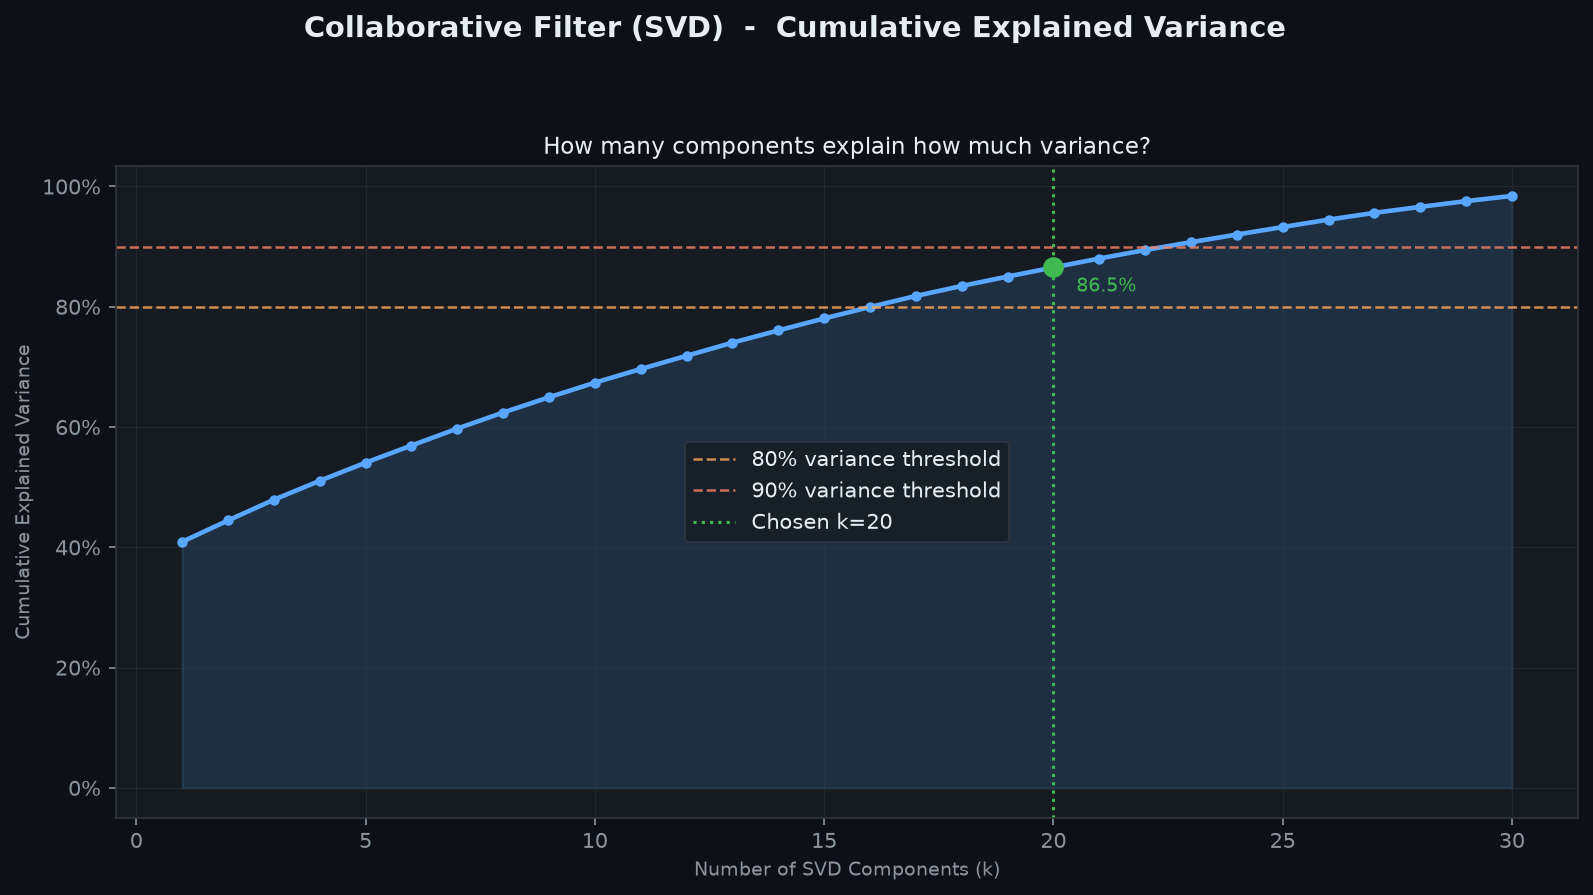 Collaborative Filter (SVD)  -  Cumulative Explained Variance
How many components explain how much variance?
Cumulative Explained Variance
100%
80%
60%
40%
20%
0%
86.5%
80% variance threshold
90% variance threshold
Chosen k=20
0 5 10 15 20 25 30
Number of SVD Components (k)